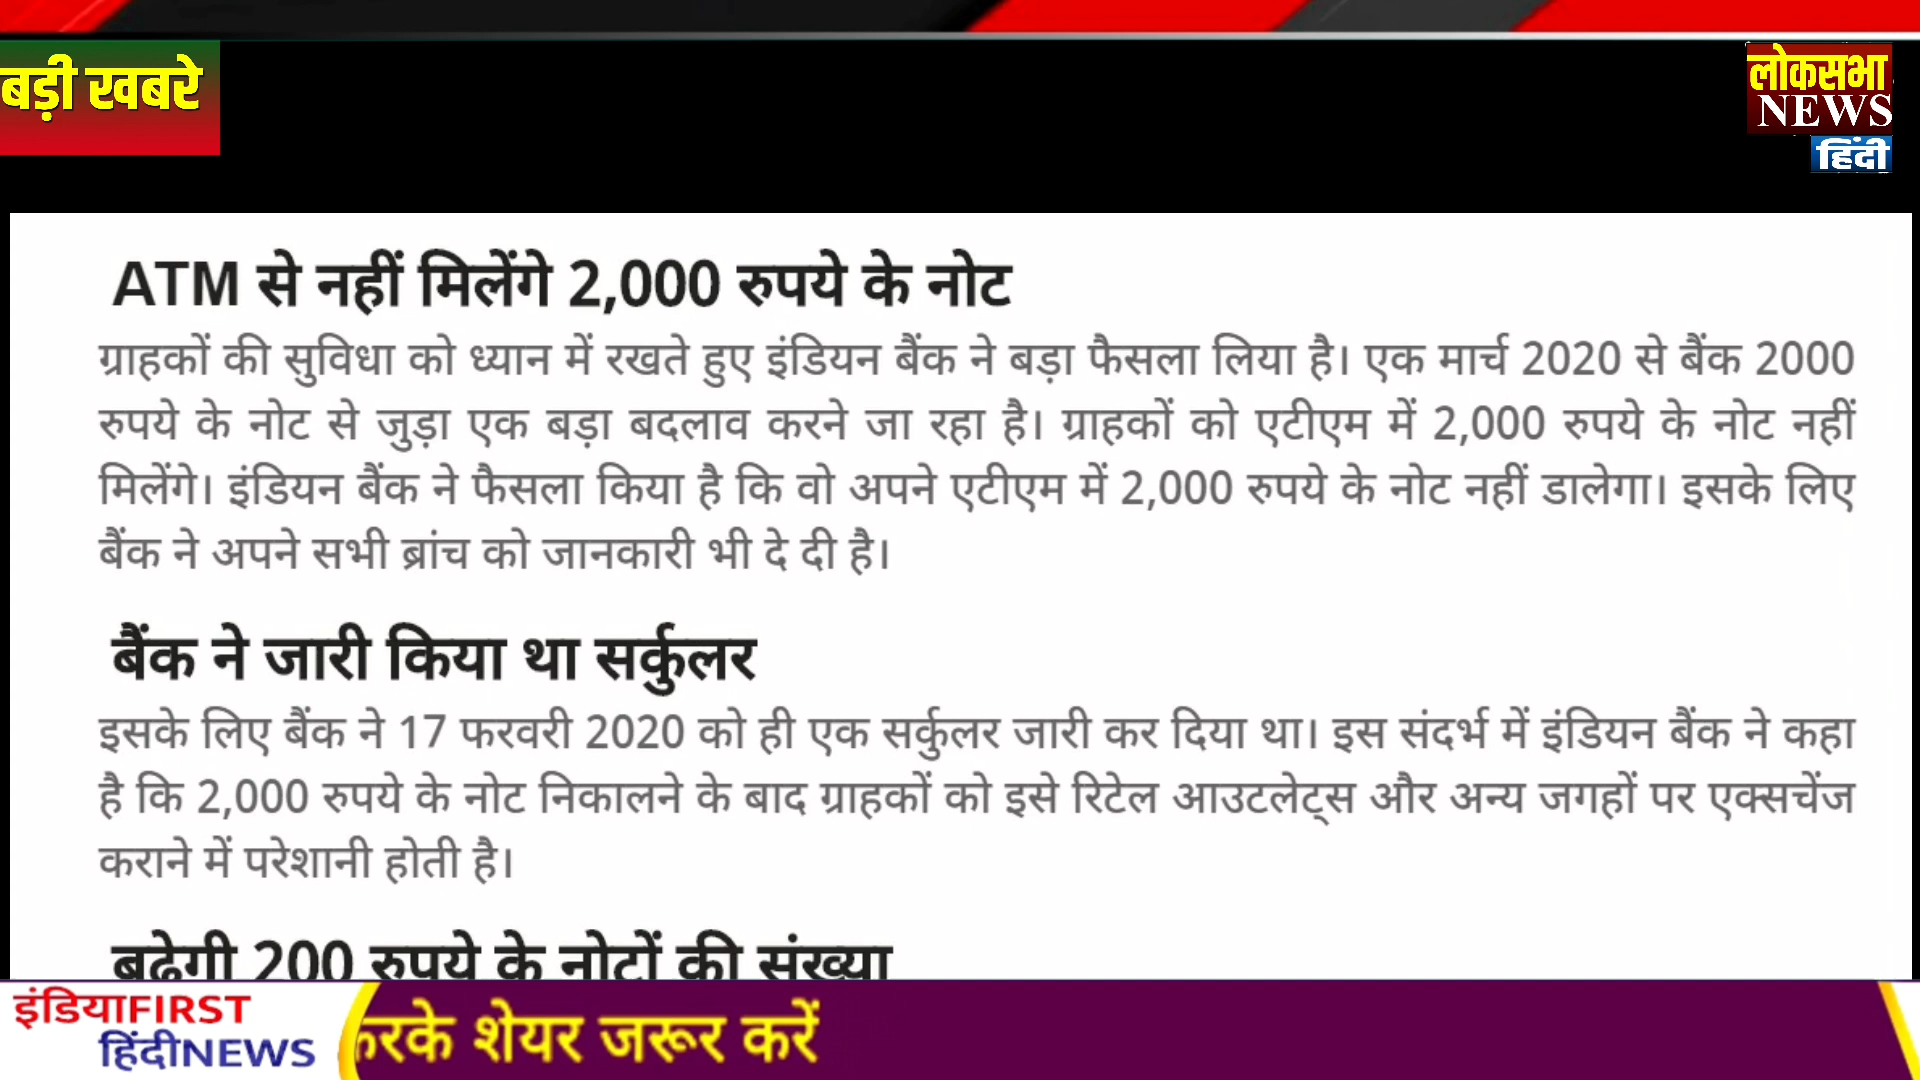 बड़ी खबरे
लोकसभा
NEWS
हिंदी
ATM से नहीं मिलेंगे 2,000 रुपये के नोट
ग्राहकों की सुविधा को ध्यान में रखते हुए इंडियन बैंक ने बड़ा फैसला लिया है। एक मार्च 2020 से बैंक 2000
रुपये के नोट से जुड़ा एक बड़ा बदलाव करने जा रहा है। ग्राहकों को एटीएम में 2,000 रुपये के नोट नहीं
मिलेंगे। इंडियन बैंक ने फैसला किया है कि वो अपने एटीएम में 2,000 रुपये के नोट नहीं डालेगा। इसके लिए
बैंक ने अपने सभी ब्रांच को जानकारी भी दे दी है।
बैंक ने जारी किया था सर्कुलर
इसके लिए बैंक ने 17 फरवरी 2020 को ही एक सर्कुलर जारी कर दिया था। इस संदर्भ में इंडियन बैंक ने कहा
है कि 2,000 रुपये के नोट निकालने के बाद ग्राहकों को इसे रिटेल आउटलेट्स और अन्य जगहों पर एक्सचेंज
कराने में परेशानी होती है।
बढ़ेगी 200 रुपये के नोटों की संख्या
इंडियाFIRST
हिंदीNEWS
करके शेयर जरूर करें